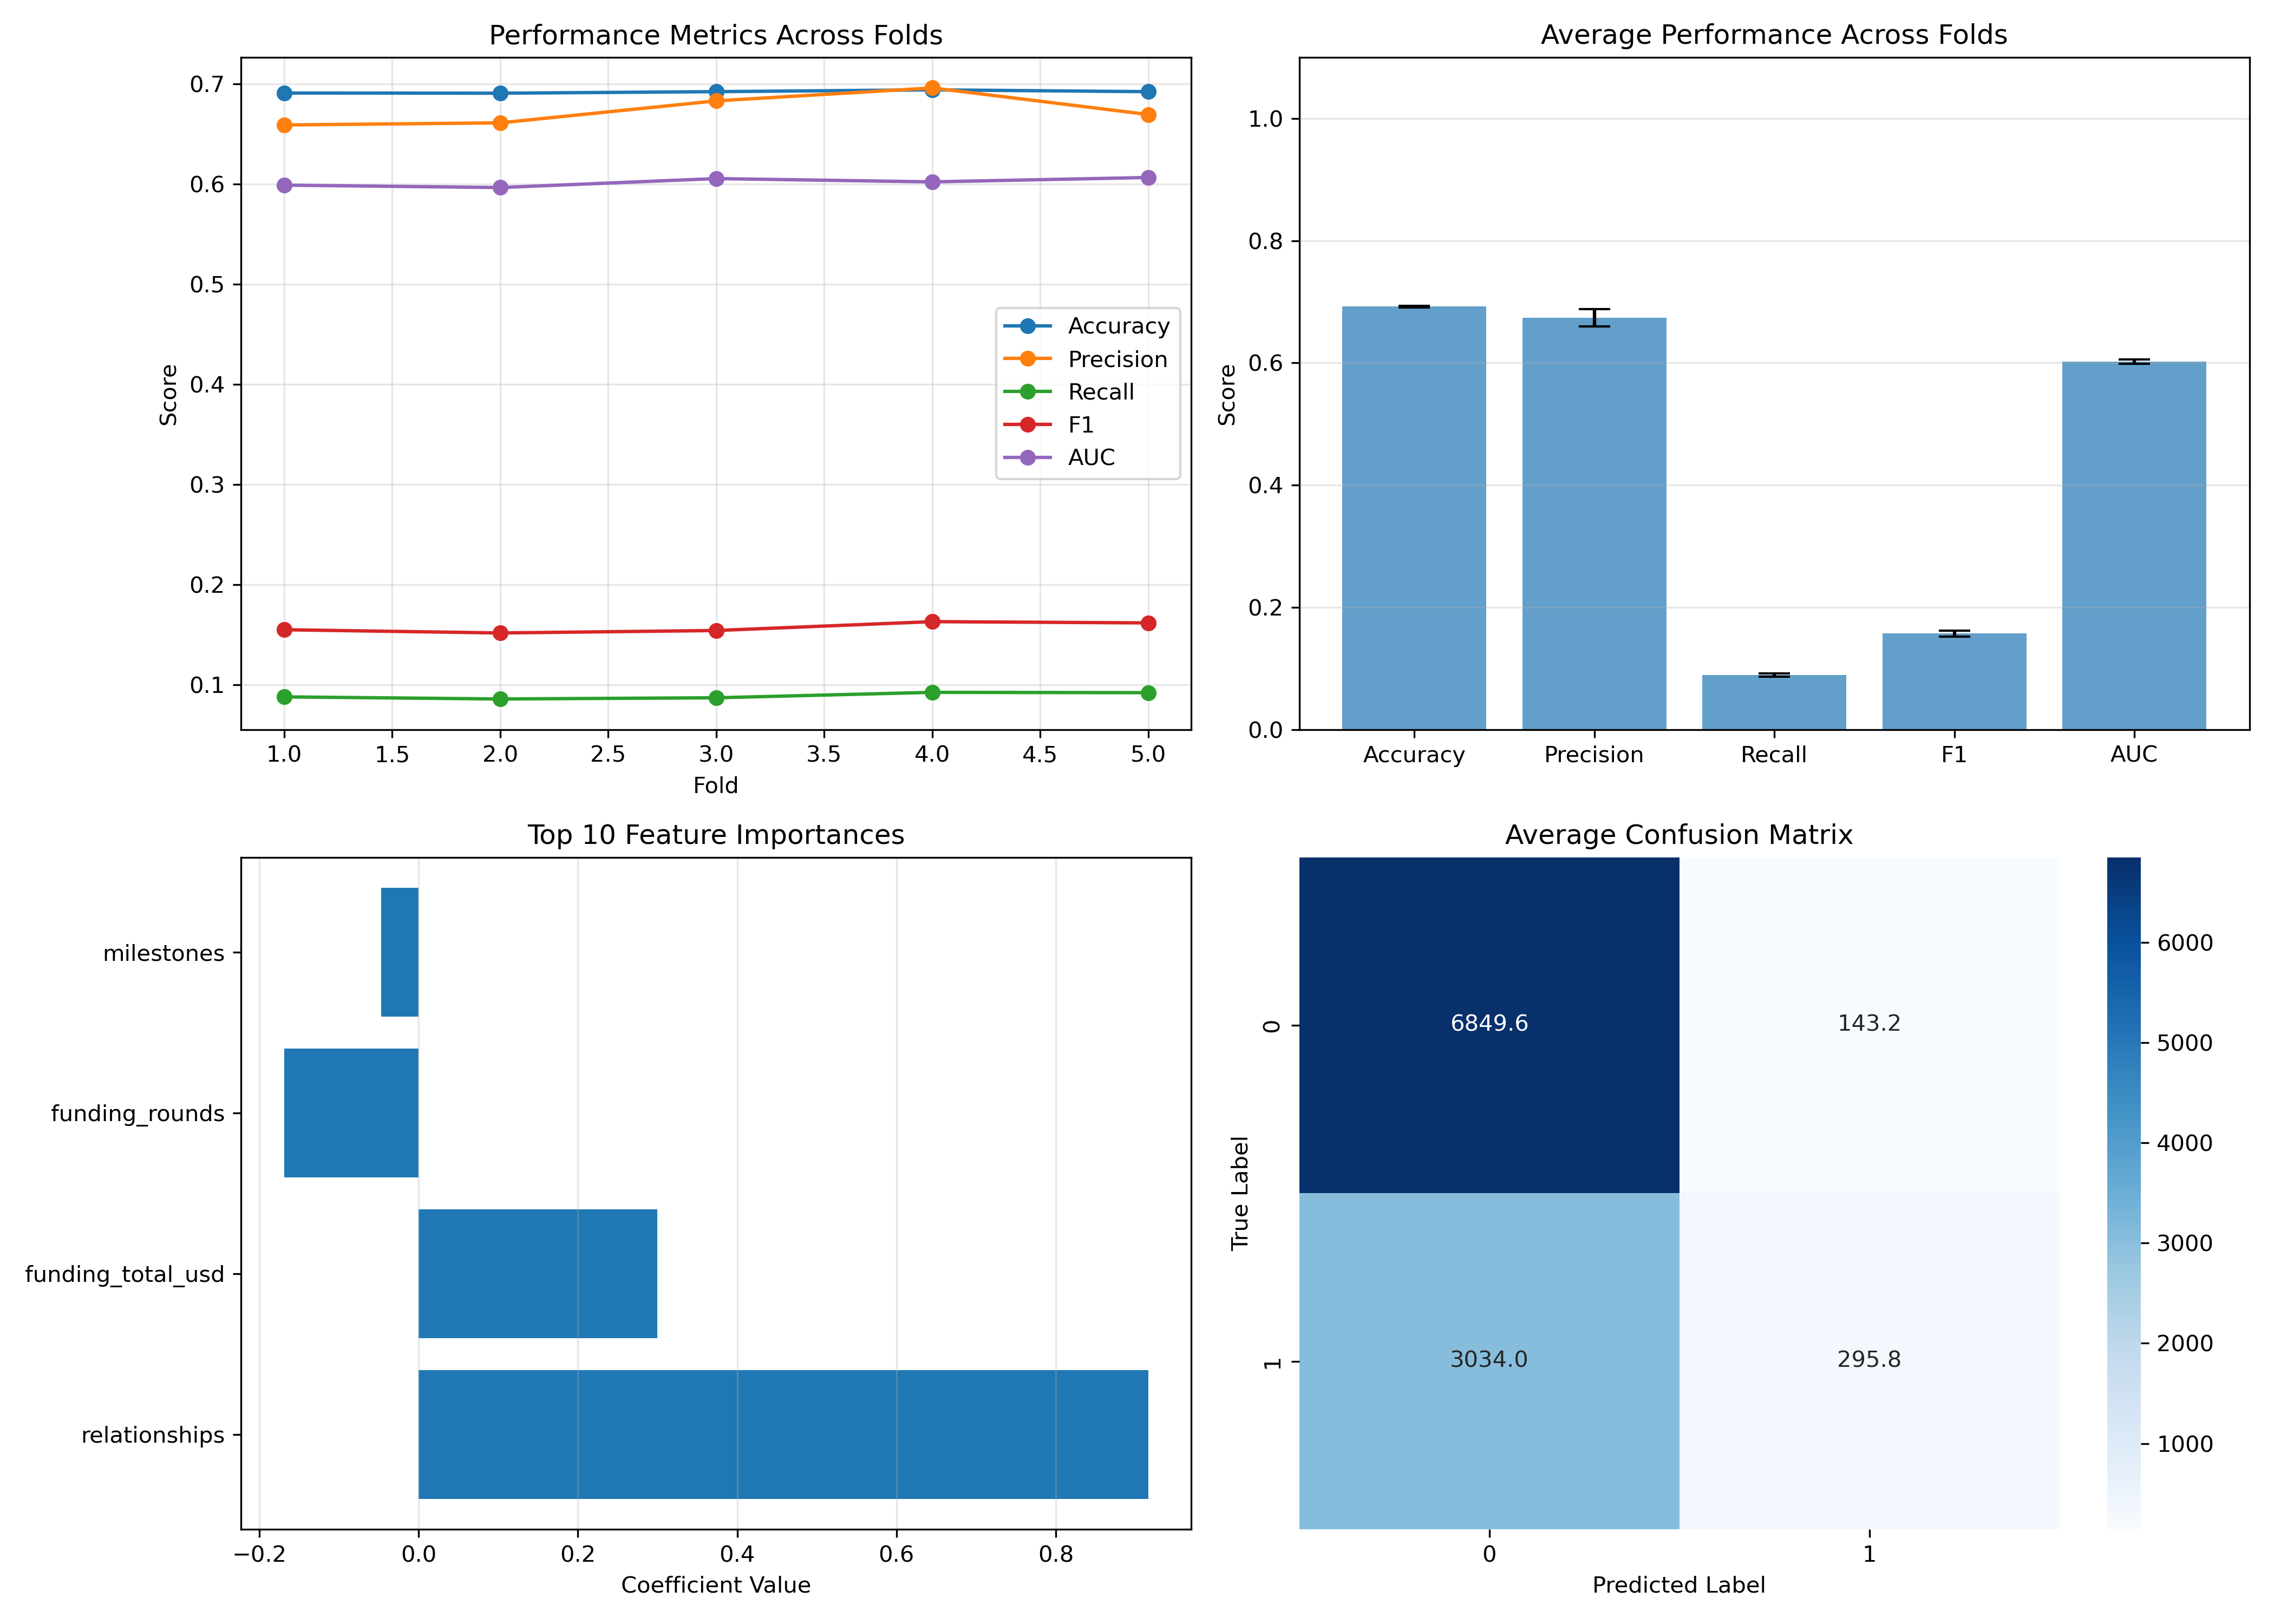 Performance Metrics Across Folds
0.7
0.6
0.5
0.4
0.3
0.2
0.1
Score
Accuracy
Precision
Recall
F1
AUC
1.0 1.5 2.0 2.5 3.0 3.5 4.0 4.5 5.0
Fold
Average Performance Across Folds
1.0
0.8
0.6
0.4
0.2
0.0
Score
Accuracy Precision Recall F1 AUC
Top 10 Feature Importances
milestones
funding_rounds
funding_total_usd
relationships
−0.2 0.0 0.2 0.4 0.6 0.8
Coefficient Value
Average Confusion Matrix
True Label
0
1
6849.6 143.2
3034.0 295.8
0 1
Predicted Label
6000
5000
4000
3000
2000
1000